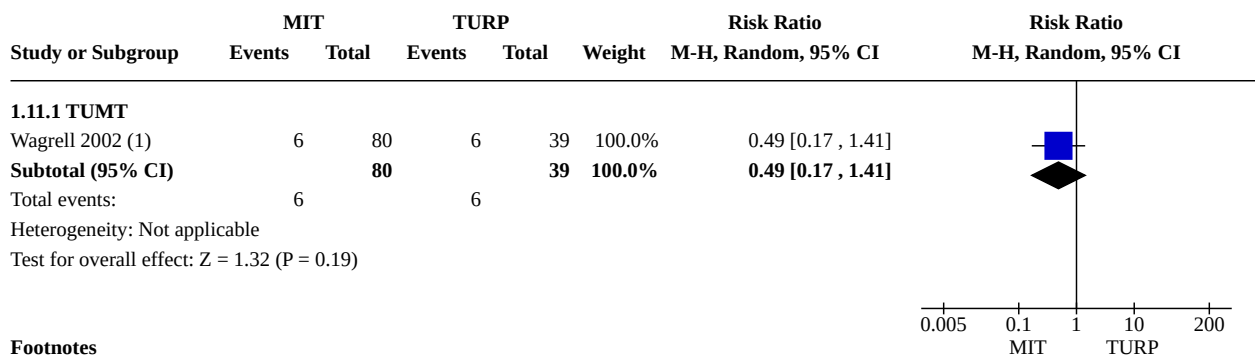 MIT TURP Risk Ratio Risk Ratio
Study or Subgroup Events Total Events Total Weight M-H, Random, 95% CI M-H, Random, 95% CI
1.11.1 TUMT
Wagrell 2002 (1) 6 80 6 39 100.0% 0.49 [0.17 , 1.41]
Subtotal (95% CI) 80 39 100.0% 0.49 [0.17 , 1.41]
Total events: 6 6
Heterogeneity: Not applicable
Test for overall effect: Z = 1.32 (P = 0.19)
0.005 0.1 1 10 200
Footnotes MIT TURP